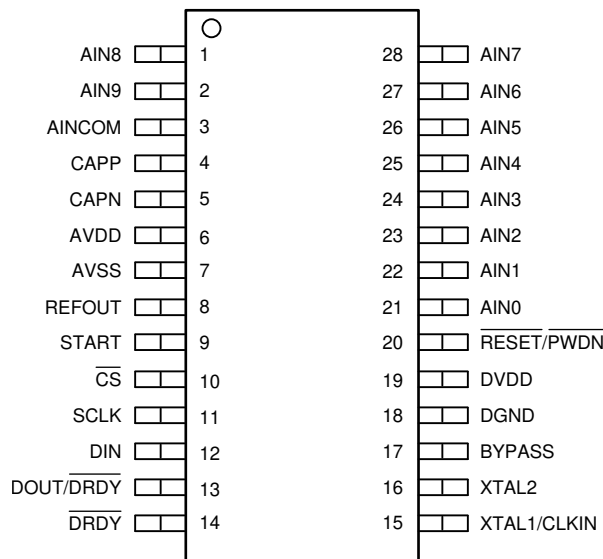 AIN8 1 28 AIN7
AIN9 2 27 AIN6
AINCOM 3 26 AIN5
CAPP 4 25 AIN4
CAPN 5 24 AIN3
AVDD 6 23 AIN2
AVSS 7 22 AIN1
REFOUT 8 21 AIN0
START 9 20 RESET/PWDN
CS 10 19 DVDD
SCLK 11 18 DGND
DIN 12 17 BYPASS
DOUT/DRDY 13 16 XTAL2
DRDY 14 15 XTAL1/CLKIN